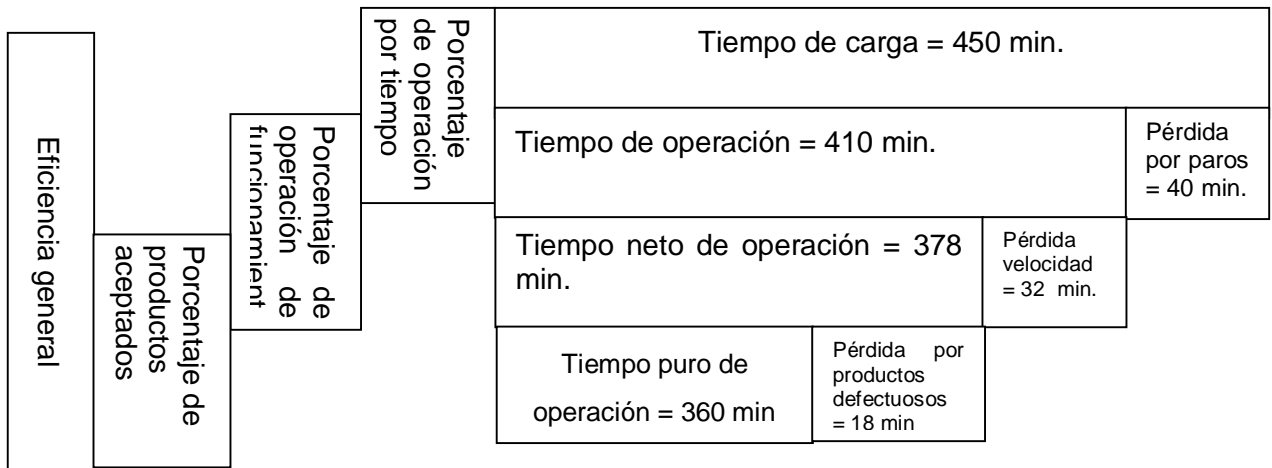 Eficiencia general
Porcentaje de
productos
aceptados
Porcentaje de
operación de
funcionamient
Porcentaje
de operación
por tiempo
Tiempo de carga = 450 min.
Tiempo de operación = 410 min.
Pérdida
por paros
= 40 min.
Tiempo neto de operación = 378
min.
Pérdida
velocidad
= 32 min.
Tiempo puro de
operación = 360 min
Pérdida por
productos
defectuosos
= 18 min